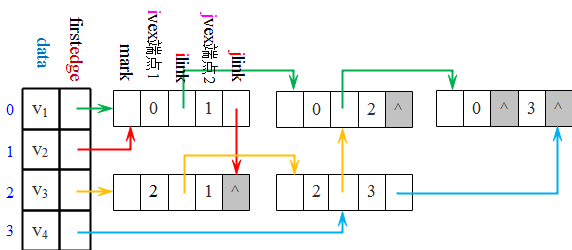 data
firstedge
mark
ivex端点1
ilink
jvex端点2
jlink
0 v1 0 1 0 2 ^ 0 ^ 3 ^
1 v2
2 v3 2 1 ^ 2 3
3 v4